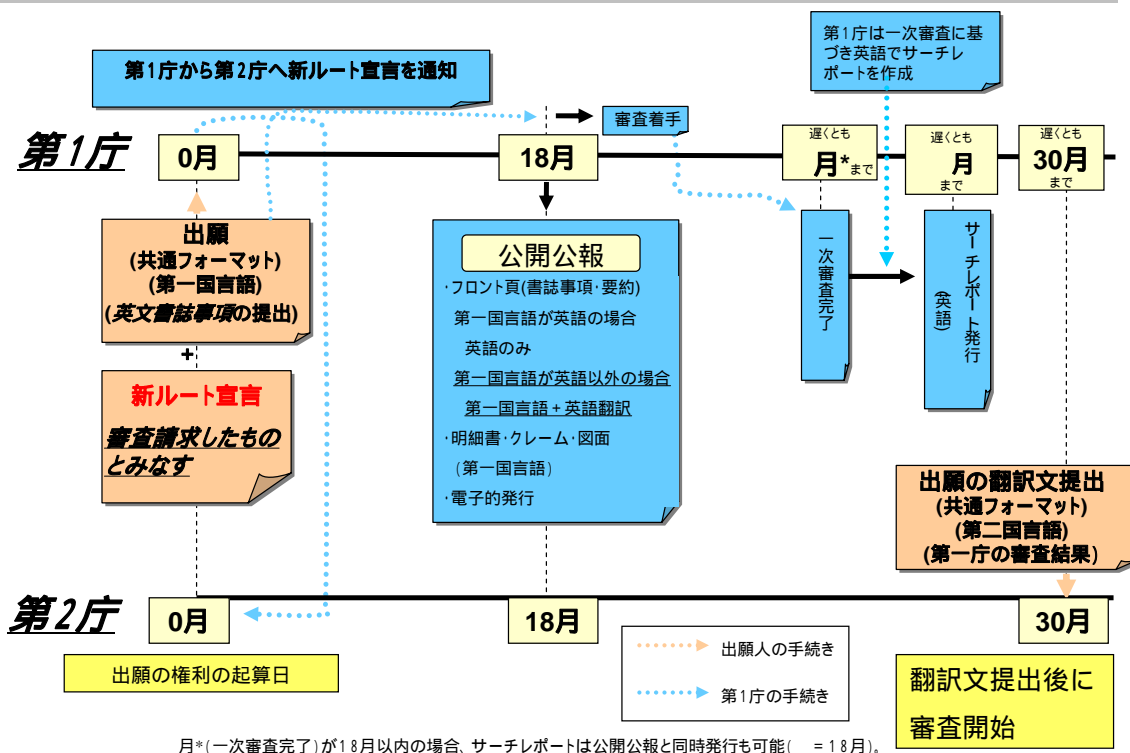 第1庁から第2庁へ新ルート宣言を通知
第1庁は一次審査に基
づき英語でサーチレ
ポートを作成
審査着手
第1庁
0月
18月
遅くとも
月*まで
遅くとも
月
まで
遅くとも
30月
まで
出願
(共通フォーマット)
(第一国言語)
(英文書誌事項の提出)
+
新ルート宣言
審査請求したもの
とみなす
公開公報
・フロント頁(書誌事項・要約)
第一国言語が英語の場合
英語のみ
第一国言語が英語以外の場合
第一国言語+英語翻訳
・明細書・クレーム・図面
(第一国言語)
・電子的発行
一次審査完了
サーチレポート発行
(英語)
出願の翻訳文提出
(共通フォーマット)
(第二国言語)
(第一庁の審査結果)
第2庁
0月
18月
30月
出願の権利の起算日
出願人の手続き
第1庁の手続き
翻訳文提出後に
審査開始
月*(一次審査完了)が18月以内の場合、サーチレポートは公開公報と同時発行も可能( =18月)。